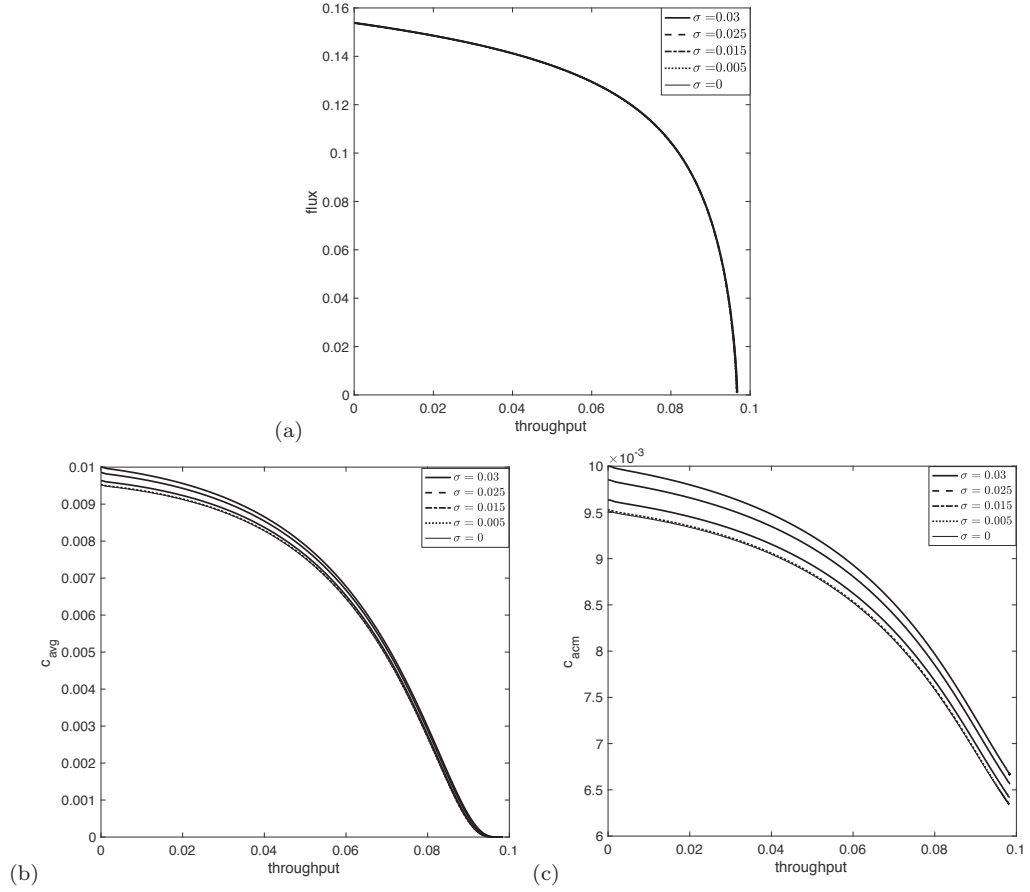 0.16
0.14
0.12
0.1
0.08
0.06
0.04
0.02
0
flux
0 0.02 0.04 0.06 0.08 0.1
throughput
σ =0.03
σ =0.025
σ =0.015
σ =0.005
σ =0
(a)
0.01
0.009
0.008
0.007
0.006
0.005
0.004
0.003
0.002
0.001
0
c_avg
0 0.02 0.04 0.06 0.08 0.1
throughput
σ = 0.03
σ = 0.025
σ = 0.015
σ = 0.005
σ = 0
(b)
×10⁻³
10
9.5
9
8.5
8
7.5
7
6.5
6
c_acm
0 0.02 0.04 0.06 0.08 0.1
throughput
σ = 0.03
σ = 0.025
σ = 0.015
σ = 0.005
σ = 0
(c)